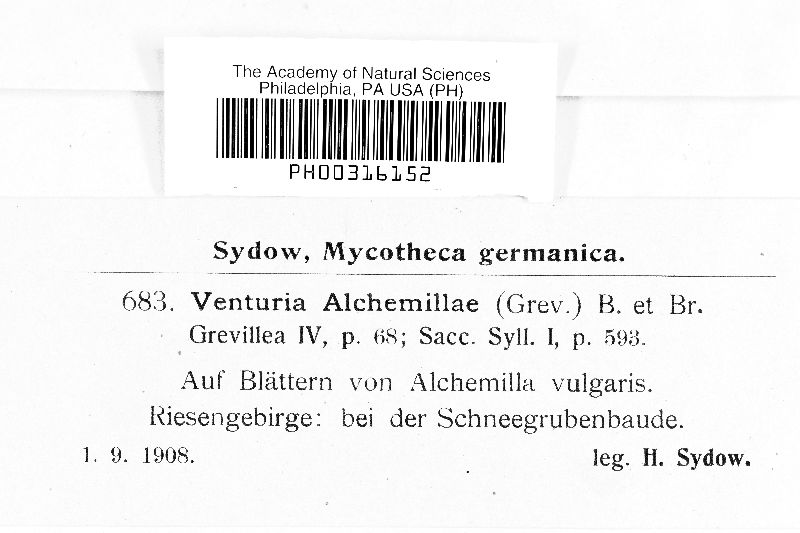 The Academy of Natural Sciences
Philadelphia, PA USA (PH)
PH00316152
Sydow, Mycotheca germanica.
683. Venturia Alchemillae (Grev.) B. et Br.
Grevillea IV, p. 68; Sacc. Syll. I, p. 593.
Auf Blättern von Alchemilla vulgaris.
Riesengebirge: bei der Schneegrubenbaude.
1. 9. 1908. leg. H. Sydow.